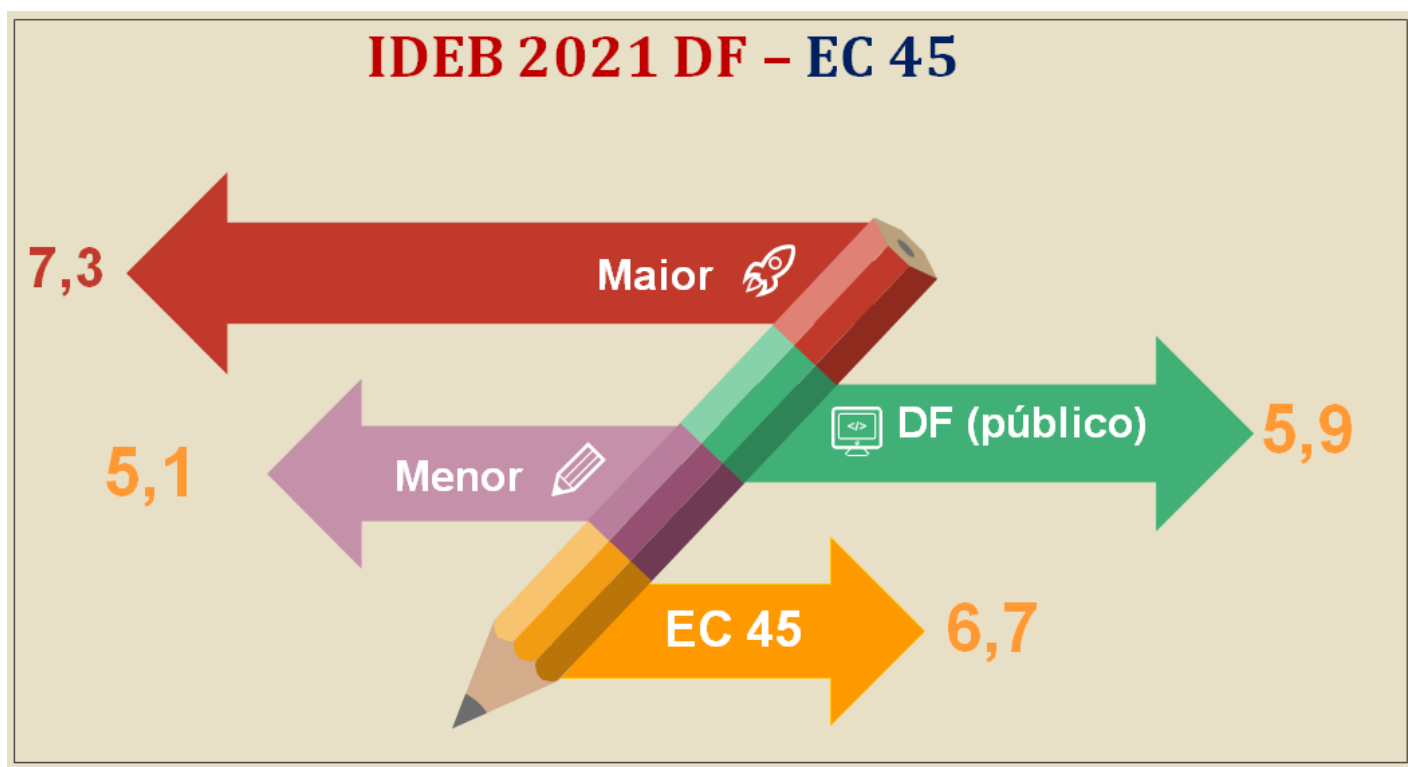 IDEB 2021 DF – EC 45
7,3
Maior
</> DF (público)
5,9
5,1
Menor
EC 45
6,7